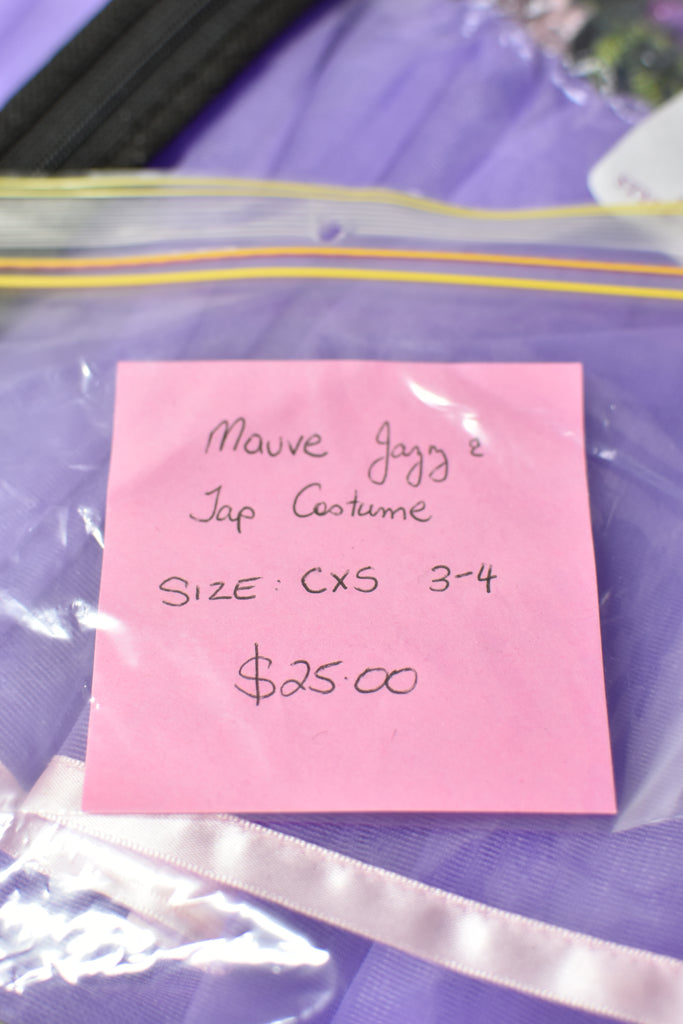 Mauve Jazz &
Tap Costume
SIZE: CXS 3-4
$25.00